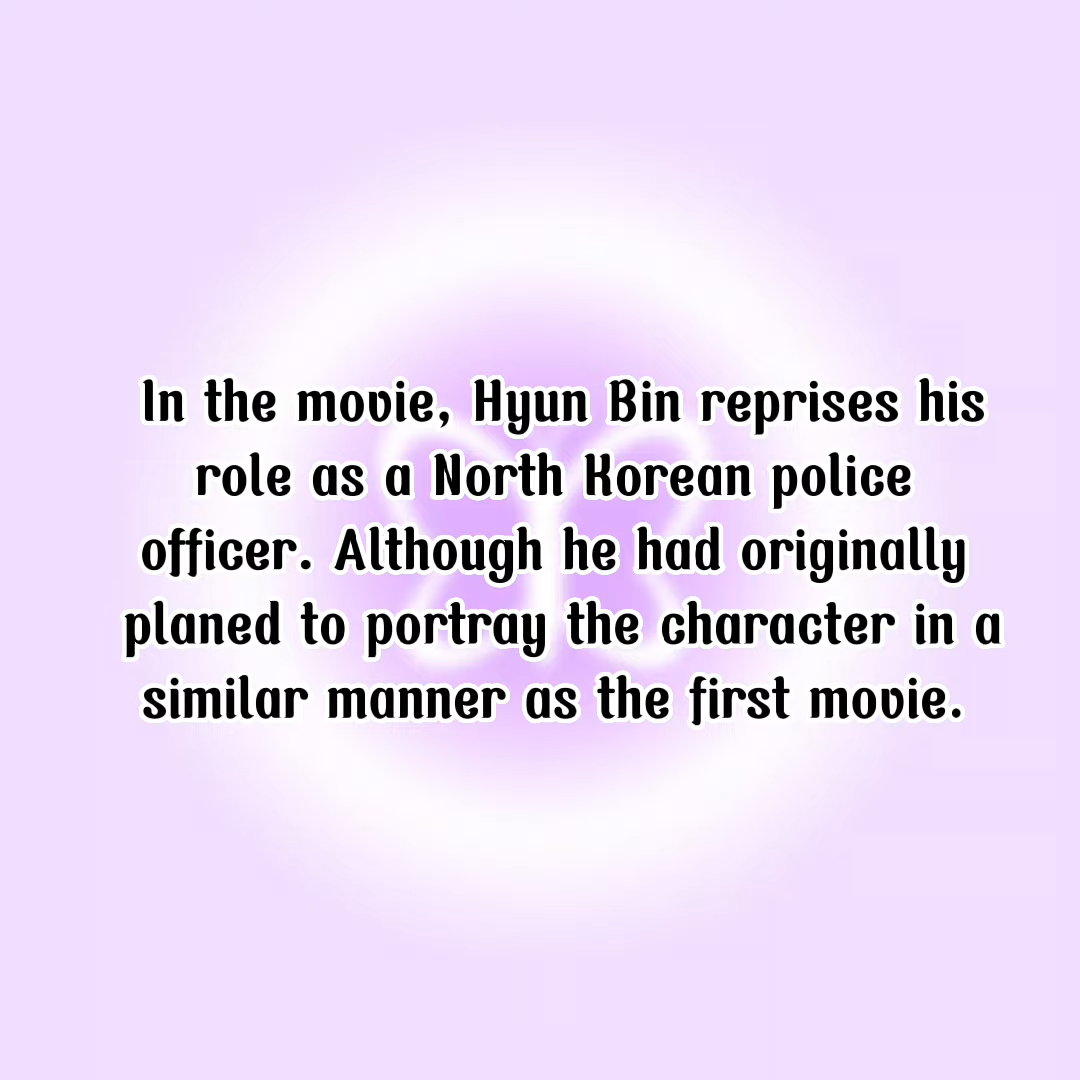 In the movie, Hyun Bin reprises his
role as a North Korean police
officer. Although he had originally
planed to portray the character in a
similar manner as the first movie.